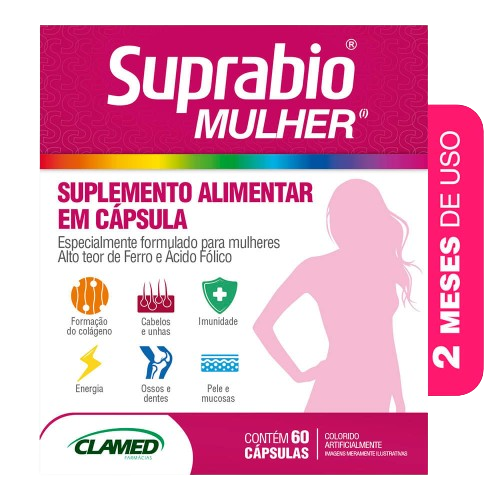 Suprabio®
MULHER(i)
SUPLEMENTO ALIMENTAR
EM CÁPSULA
Especialmente formulado para mulheres
Alto teor de Ferro e Ácido Fólico
Formação
do colágeno
Cabelos
e unhas
Imunidade
Energia
Ossos e
dentes
Pele e
mucosas
CLAMED
FARMÁCIAS
CONTÉM 60
CÁPSULAS
COLORIDO
ARTIFICIALMENTE
IMAGENS MERAMENTE ILUSTRATIVAS
2 MESES DE USO